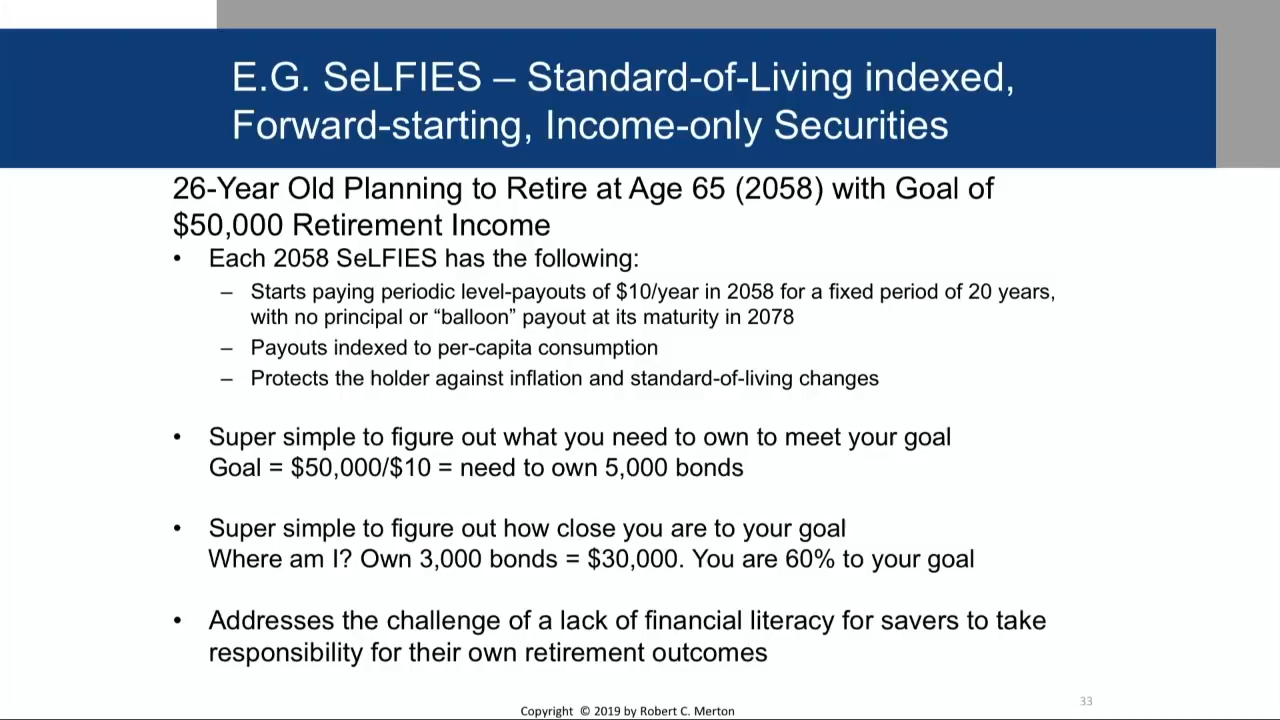 E.G. SeLFIES – Standard-of-Living indexed,
Forward-starting, Income-only Securities
26-Year Old Planning to Retire at Age 65 (2058) with Goal of
$50,000 Retirement Income
• Each 2058 SeLFIES has the following:
– Starts paying periodic level-payouts of $10/year in 2058 for a fixed period of 20 years,
with no principal or “balloon” payout at its maturity in 2078
– Payouts indexed to per-capita consumption
– Protects the holder against inflation and standard-of-living changes
• Super simple to figure out what you need to own to meet your goal
Goal = $50,000/$10 = need to own 5,000 bonds
• Super simple to figure out how close you are to your goal
Where am I? Own 3,000 bonds = $30,000. You are 60% to your goal
• Addresses the challenge of a lack of financial literacy for savers to take
responsibility for their own retirement outcomes
33
Copyright © 2019 by Robert C. Merton